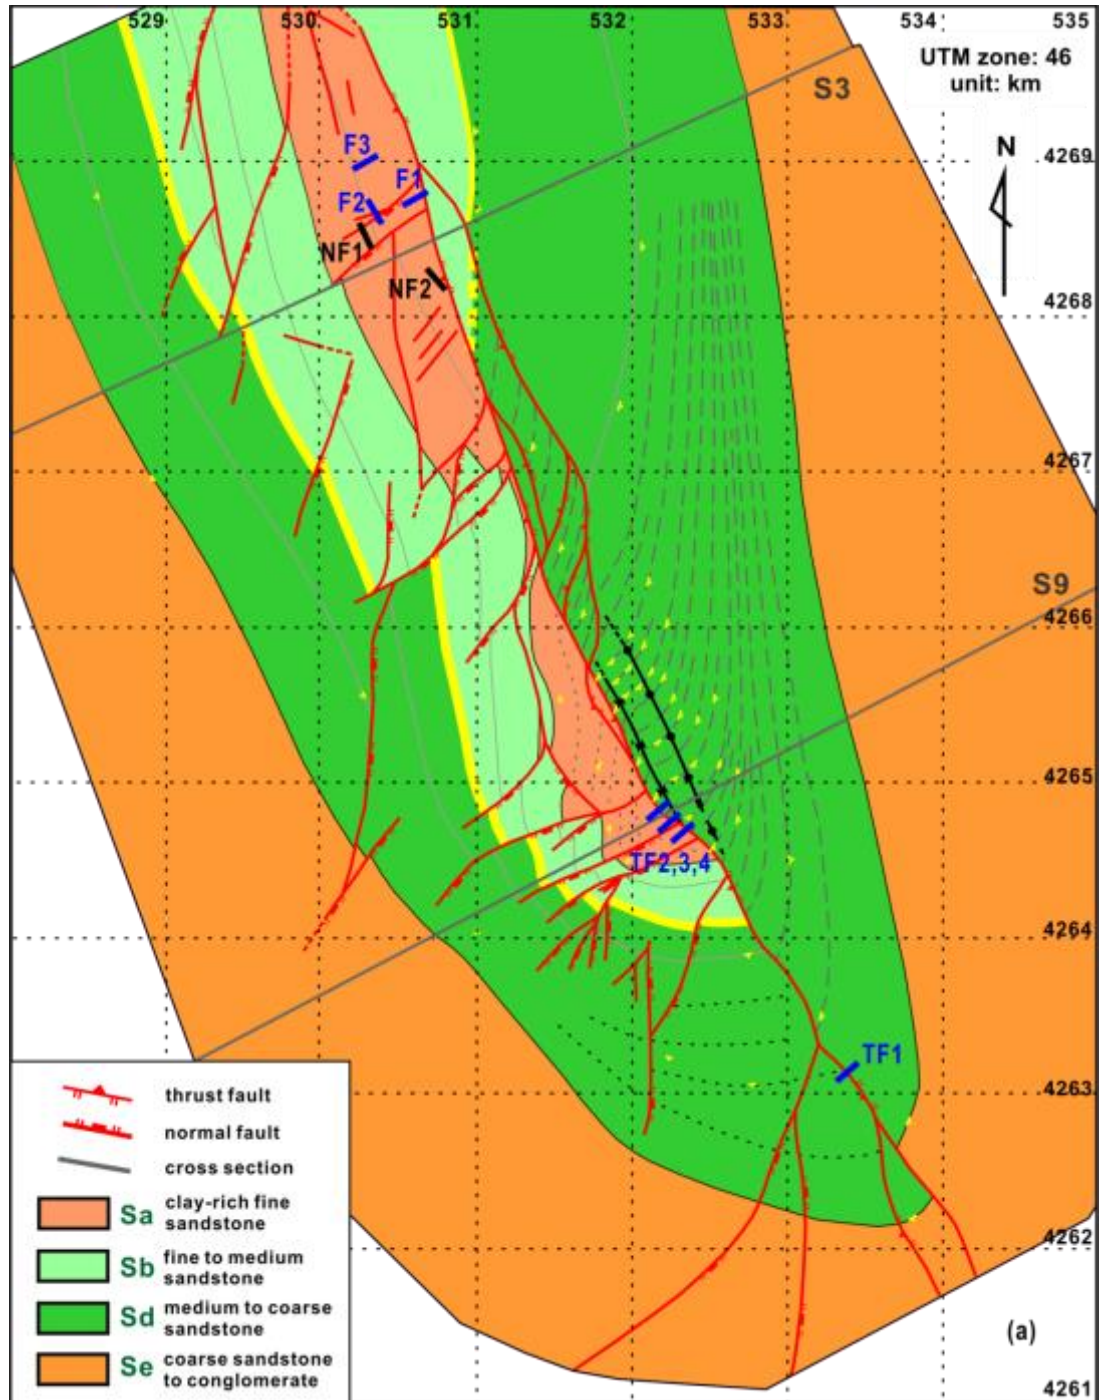 529 530 531 532 533 534 535
UTM zone: 46
unit: km
S3
N
F3
4269
F1
F2
NF1
NF2
4268
4267
S9
4266
4265
TF2,3,4
4264
TF1
4263
thrust fault
normal fault
cross section
Sa clay-rich fine
sandstone
4262
Sb fine to medium
sandstone
Sd medium to coarse
sandstone
(a)
Se coarse sandstone
to conglomerate
4261